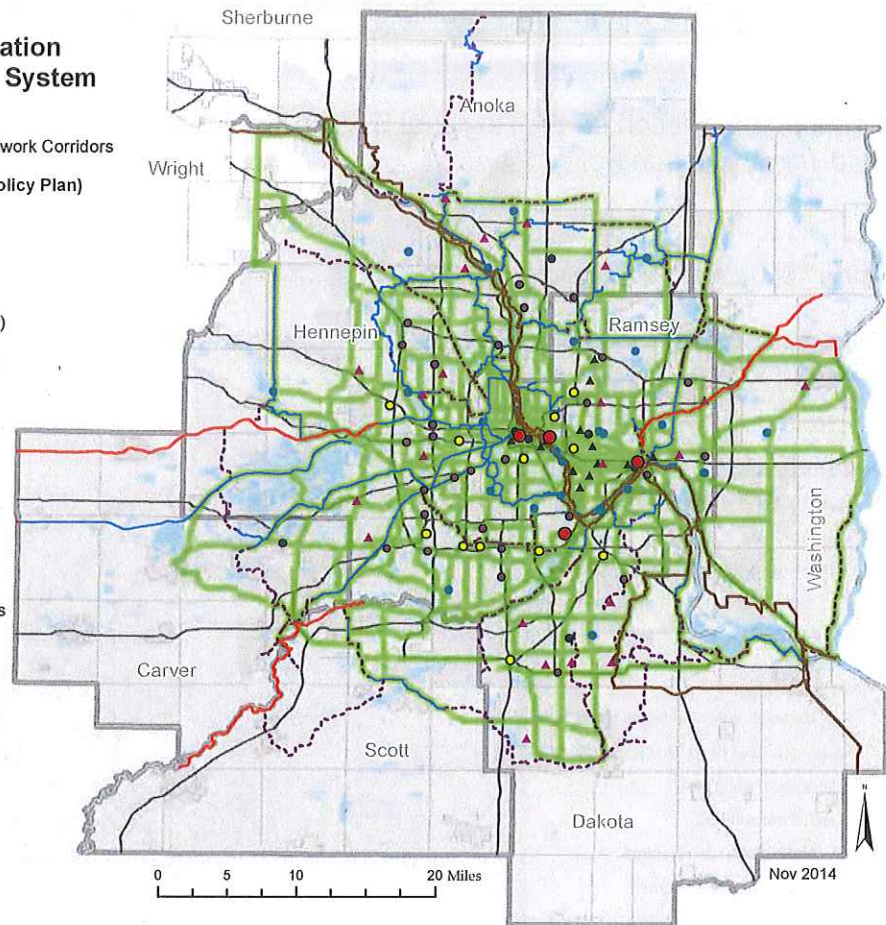 Sherburne
ation
System
Anoka
work Corridors
Wright
olicy Plan)
)
Hennepin
Ramsey
Washington
s
Carver
Scott
Dakota
N
0 5 10 20 Miles
Nov 2014